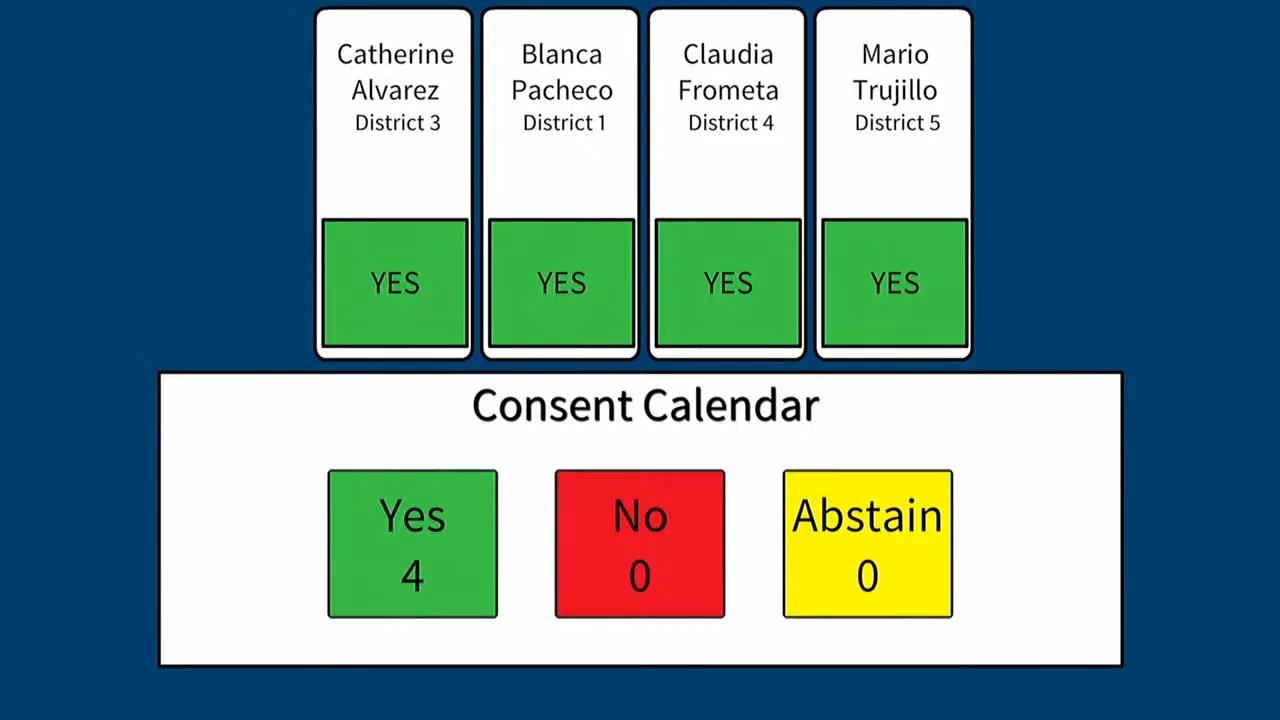 Catherine
Alvarez
District 3
YES
Blanca
Pacheco
District 1
YES
Claudia
Frometa
District 4
YES
Mario
Trujillo
District 5
YES
Consent Calendar
Yes
4
No
0
Abstain
0